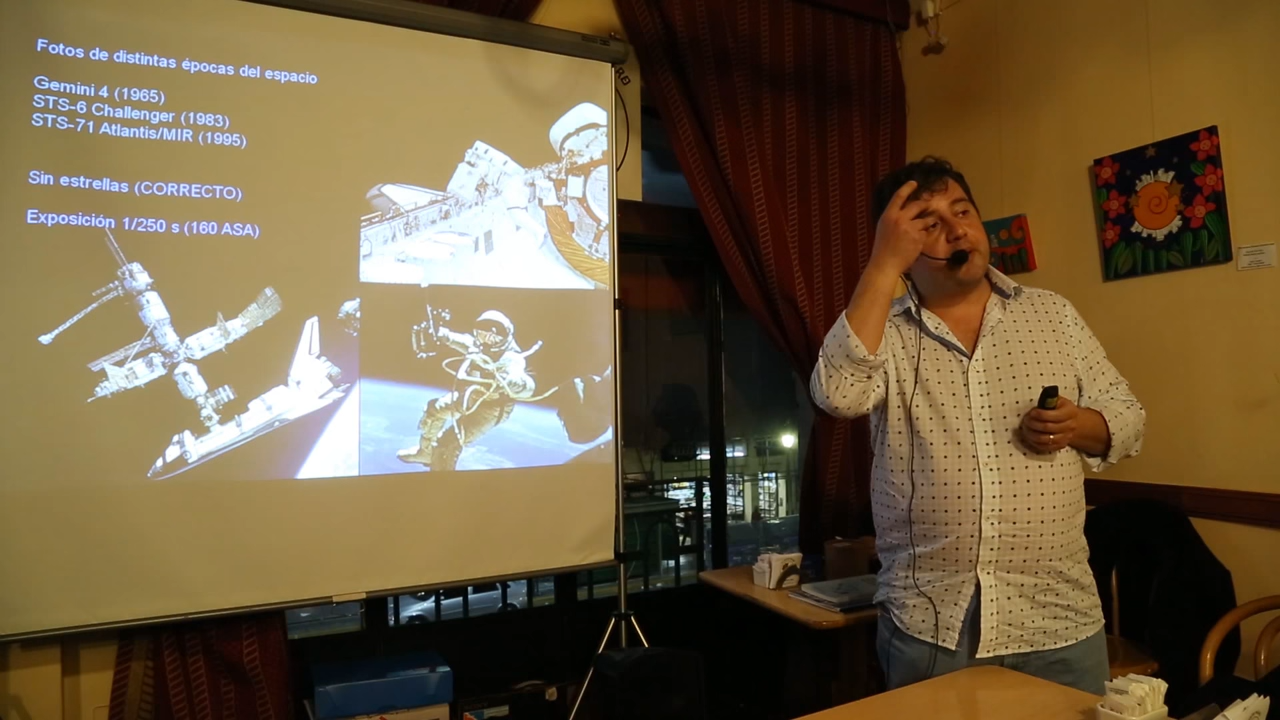 Fotos de distintas épocas del espacio
Gemini 4 (1965)
STS-6 Challenger (1983)
STS-71 Atlantis/MIR (1995)
Sin estrellas (CORRECTO)
Exposición 1/250 s (160 ASA)